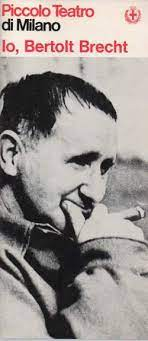 Piccolo Teatro
di Milano
Io, Bertolt Brecht